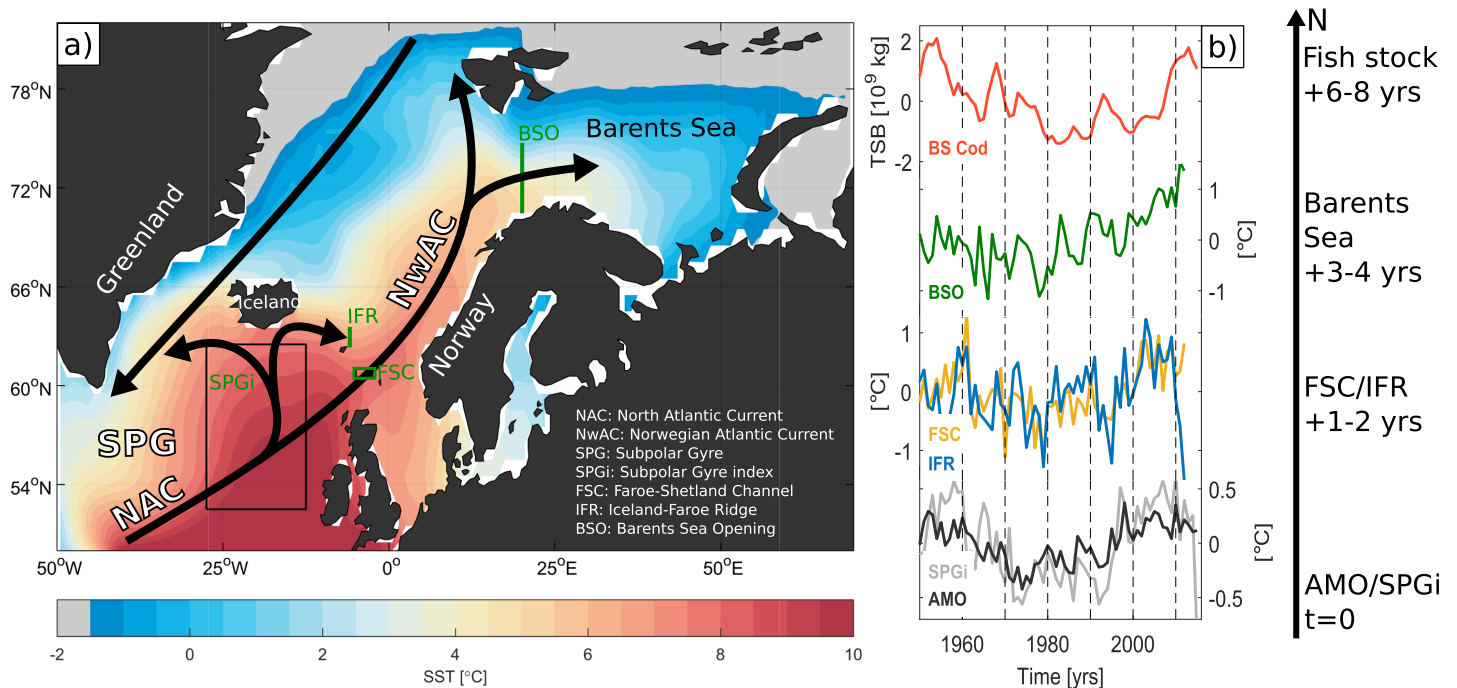 a)
78°N
72°N
66°N
60°N
54°N
50°W
25°W
0°
25°E
50°E
Greenland
Iceland
Norway
Barents Sea
BSO
IFR
FSC
SPGi
NwAC
SPG
NAC
NAC: North Atlantic Current
NwAC: Norwegian Atlantic Current
SPG: Subpolar Gyre
SPGi: Subpolar Gyre index
FSC: Faroe-Shetland Channel
IFR: Iceland-Faroe Ridge
BSO: Barents Sea Opening
-2
0
2
4
6
8
10
SST [°C]
b)
TSB [10⁹ kg]
2
0
-2
BS Cod
1
0
-1
[°C]
BSO
1
0
-1
[°C]
FSC
IFR
0.5
0
-0.5
[°C]
SPGi
AMO
1960
1980
2000
Time [yrs]
N
Fish stock
+6-8 yrs
Barents
Sea
+3-4 yrs
FSC/IFR
+1-2 yrs
AMO/SPGi
t=0